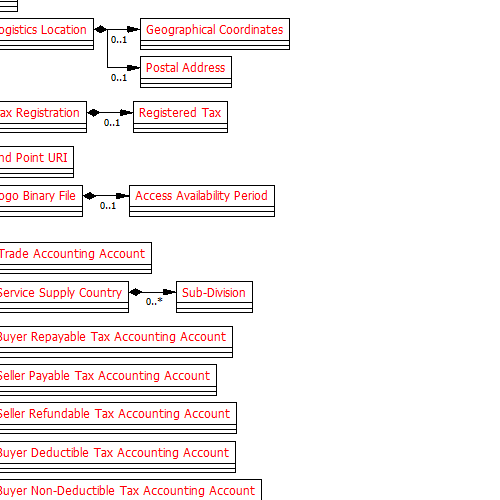 ogistics Location Geographical Coordinates
0..1
Postal Address
0..1
ax Registration Registered Tax
0..1
nd Point URI
ogo Binary File Access Availability Period
0..1
Trade Accounting Account
Service Supply Country Sub-Division
0..*
Buyer Repayable Tax Accounting Account
Seller Payable Tax Accounting Account
Seller Refundable Tax Accounting Account
Buyer Deductible Tax Accounting Account
Buyer Non-Deductible Tax Accounting Account